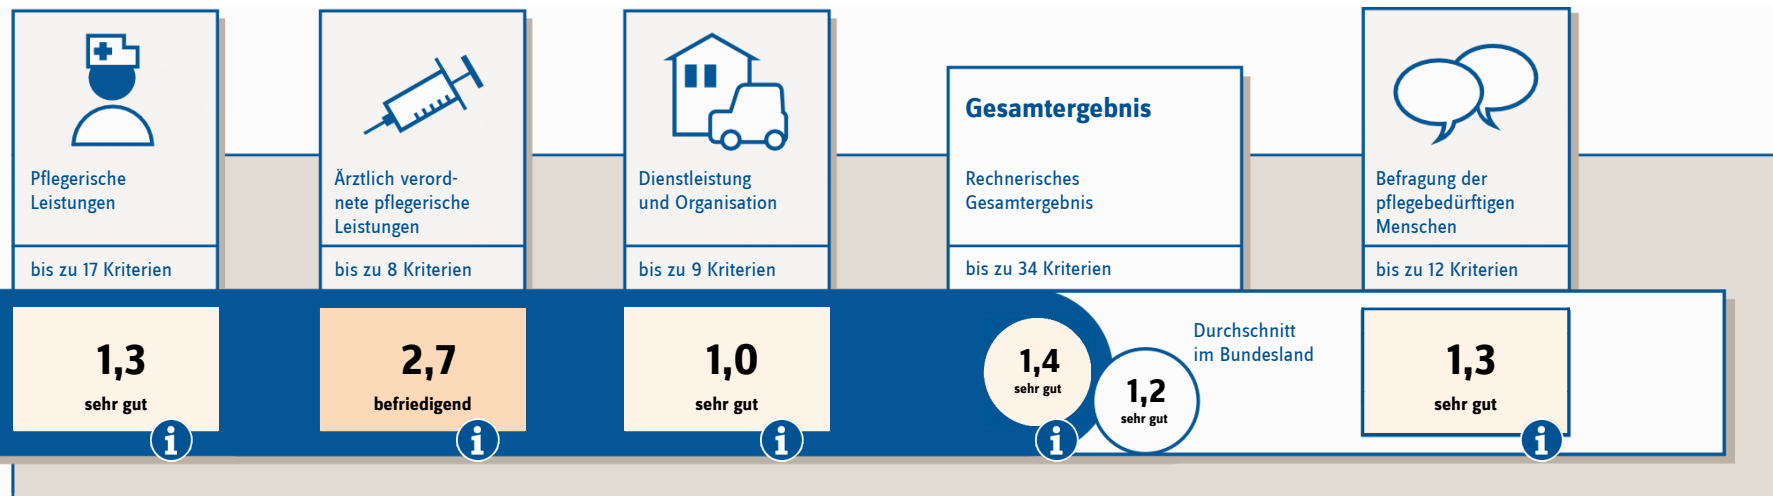 Pflegerische
Leistungen
bis zu 17 Kriterien
1,3
sehr gut
i
Ärztlich verord-
nete pflegerische
Leistungen
bis zu 8 Kriterien
2,7
befriedigend
i
Dienstleistung
und Organisation
bis zu 9 Kriterien
1,0
sehr gut
i
Gesamtergebnis
Rechnerisches
Gesamtergebnis
bis zu 34 Kriterien
1,4
sehr gut
i
1,2
sehr gut
Durchschnitt
im Bundesland
Befragung der
pflegebedürftigen
Menschen
bis zu 12 Kriterien
1,3
sehr gut
i